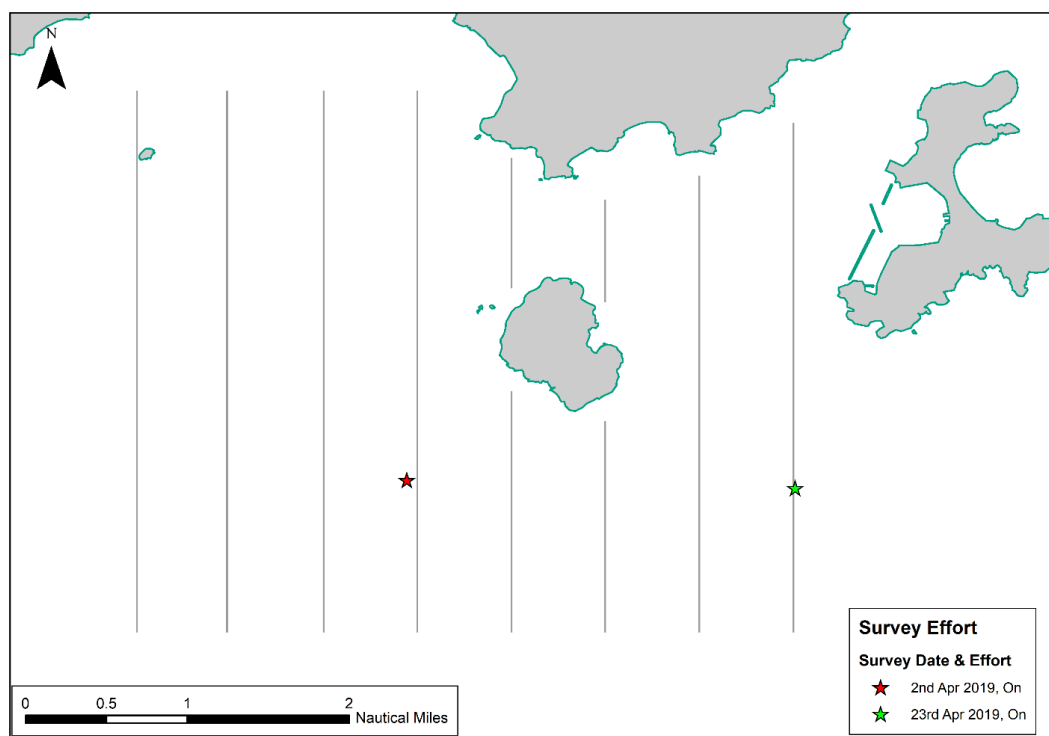 N
Survey Effort
Survey Date & Effort
2nd Apr 2019, On
23rd Apr 2019, On
0 0.5 1 2
Nautical Miles